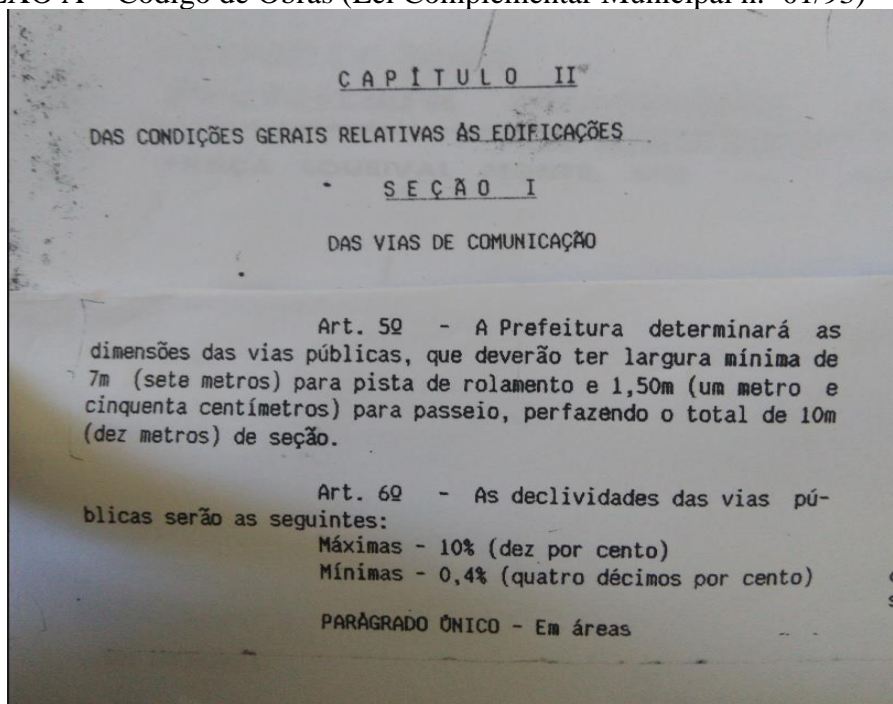 Código de Obras (Lei Complementar Municipal n.º 01/93)
C A P Í T U L O II
DAS CONDIÇÕES GERAIS RELATIVAS ÀS EDIFICAÇÕES
S E Ç Ã O I
DAS VIAS DE COMUNICAÇÃO
Art. 5º - A Prefeitura determinará as
dimensões das vias públicas, que deverão ter largura mínima de
7m (sete metros) para pista de rolamento e 1,50m (um metro e
cinquenta centímetros) para passeio, perfazendo o total de 10m
(dez metros) de seção.
Art. 6º - As declividades das vias pú-
blicas serão as seguintes:
Máximas - 10% (dez por cento)
Mínimas - 0,4% (quatro décimos por cento)
PARÁGRADO ÚNICO - Em áreas